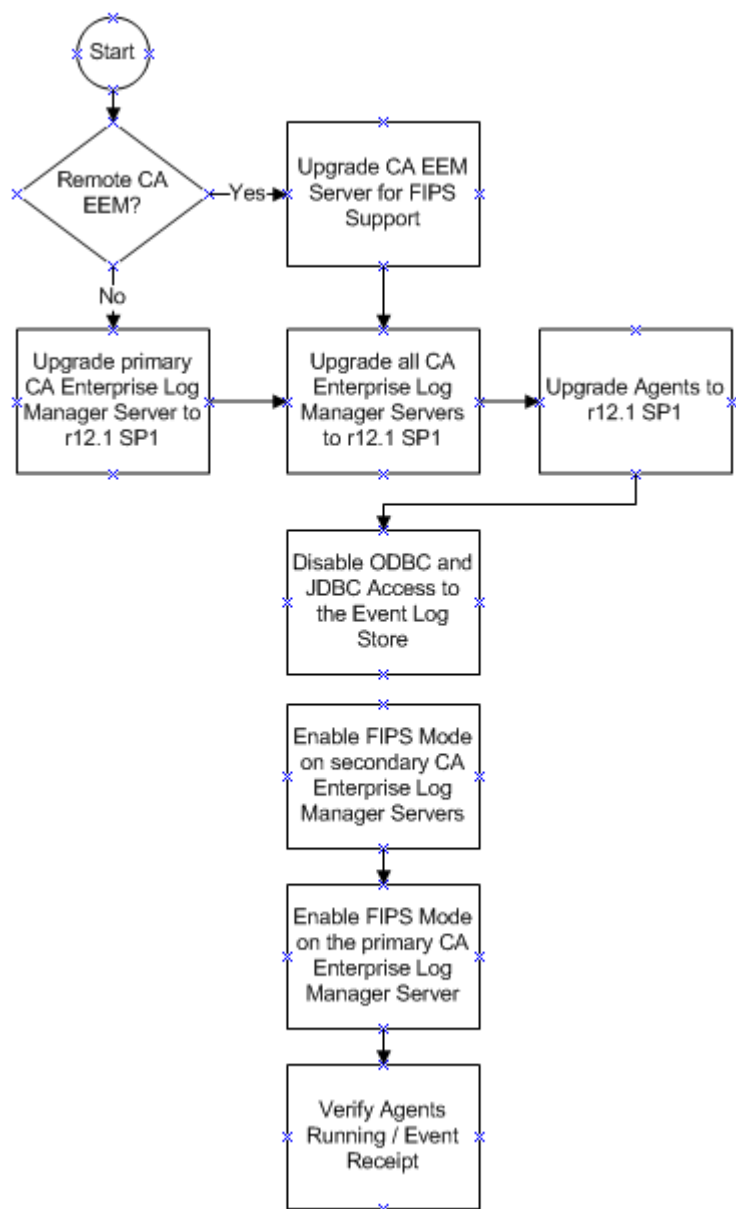 Start
Remote CA
EEM?
Yes
Upgrade CA EEM
Server for FIPS
Support
No
Upgrade primary
CA Enterprise Log
Manager Server to
r12.1 SP1
Upgrade all CA
Enterprise Log
Manager Servers
to r12.1 SP1
Upgrade Agents to
r12.1 SP1
Disable ODBC and
JDBC Access to
the Event Log
Store
Enable FIPS Mode
on secondary CA
Enterprise Log
Manager Servers
Enable FIPS Mode
on the primary CA
Enterprise Log
Manager Server
Verify Agents
Running / Event
Receipt